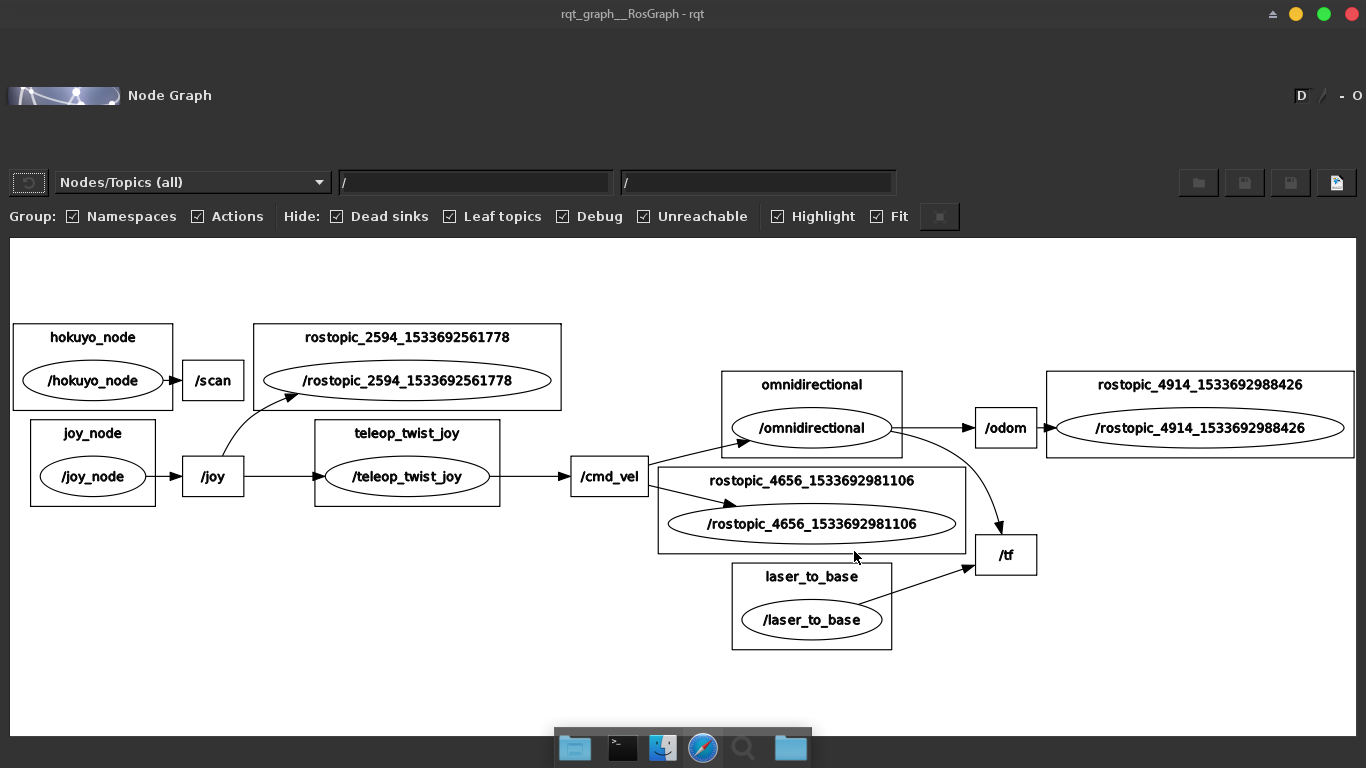 rqt_graph__RosGraph - rqt
Node Graph
D
- O
Nodes/Topics (all)
/
/
Group: Namespaces Actions Hide: Dead sinks Leaf topics Debug Unreachable Highlight Fit
hokuyo_node
/hokuyo_node
/scan
rostopic_2594_1533692561778
/rostopic_2594_1533692561778
joy_node
/joy_node
/joy
teleop_twist_joy
/teleop_twist_joy
/cmd_vel
omnidirectional
/omnidirectional
/odom
rostopic_4914_1533692988426
/rostopic_4914_1533692988426
rostopic_4656_1533692981106
/rostopic_4656_1533692981106
/tf
laser_to_base
/laser_to_base
>_